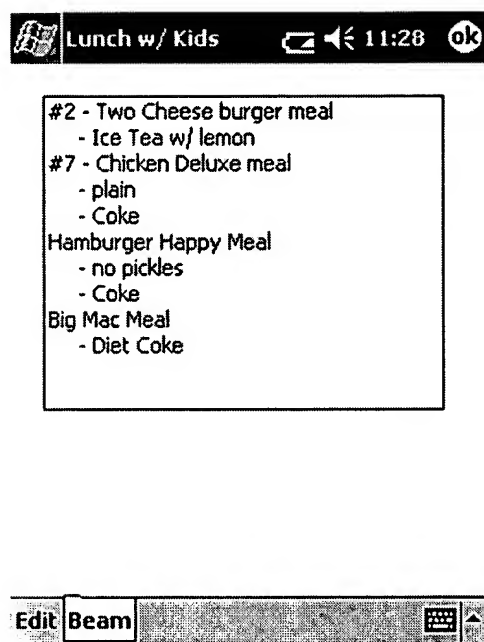 Lunch w/ Kids 11:28 ok
#2 - Two Cheese burger meal
- Ice Tea w/ lemon
#7 - Chicken Deluxe meal
- plain
- Coke
Hamburger Happy Meal
- no pickles
- Coke
Big Mac Meal
- Diet Coke
Edit Beam